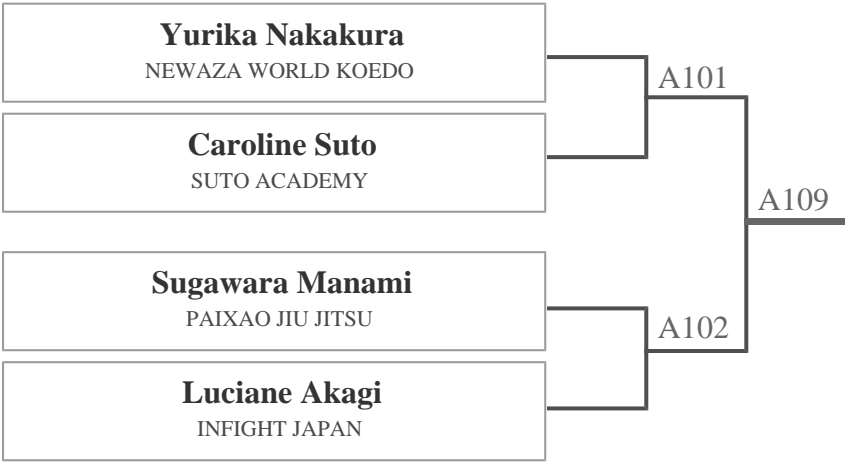 Yurika Nakakura
NEWAZA WORLD KOEDO
A101
Caroline Suto
SUTO ACADEMY
A109
Sugawara Manami
PAIXAO JIU JITSU
A102
Luciane Akagi
INFIGHT JAPAN